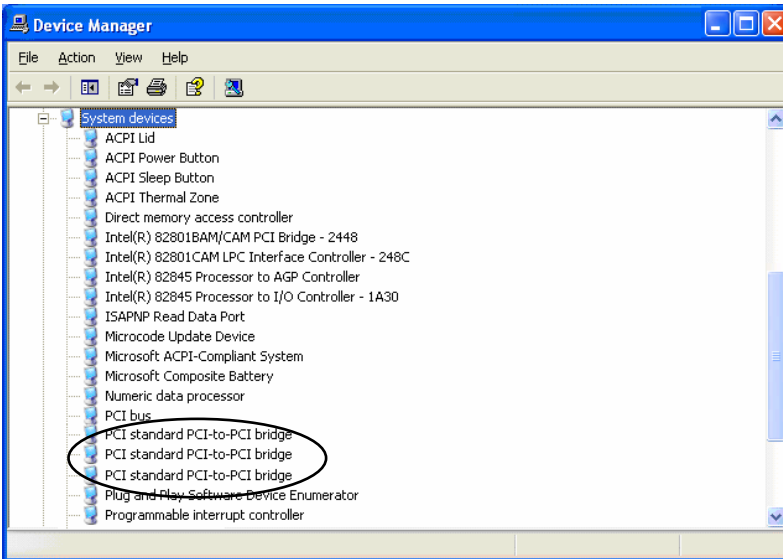 Device Manager
File Action View Help
System devices
ACPI Lid
ACPI Power Button
ACPI Sleep Button
ACPI Thermal Zone
Direct memory access controller
Intel(R) 82801BAM/CAM PCI Bridge - 2448
Intel(R) 82801CAM LPC Interface Controller - 248C
Intel(R) 82845 Processor to AGP Controller
Intel(R) 82845 Processor to I/O Controller - 1A30
ISAPNP Read Data Port
Microcode Update Device
Microsoft ACPI-Compliant System
Microsoft Composite Battery
Numeric data processor
PCI bus
PCI standard PCI-to-PCI bridge
PCI standard PCI-to-PCI bridge
PCI standard PCI-to-PCI bridge
Plug and Play Software Device Enumerator
Programmable interrupt controller